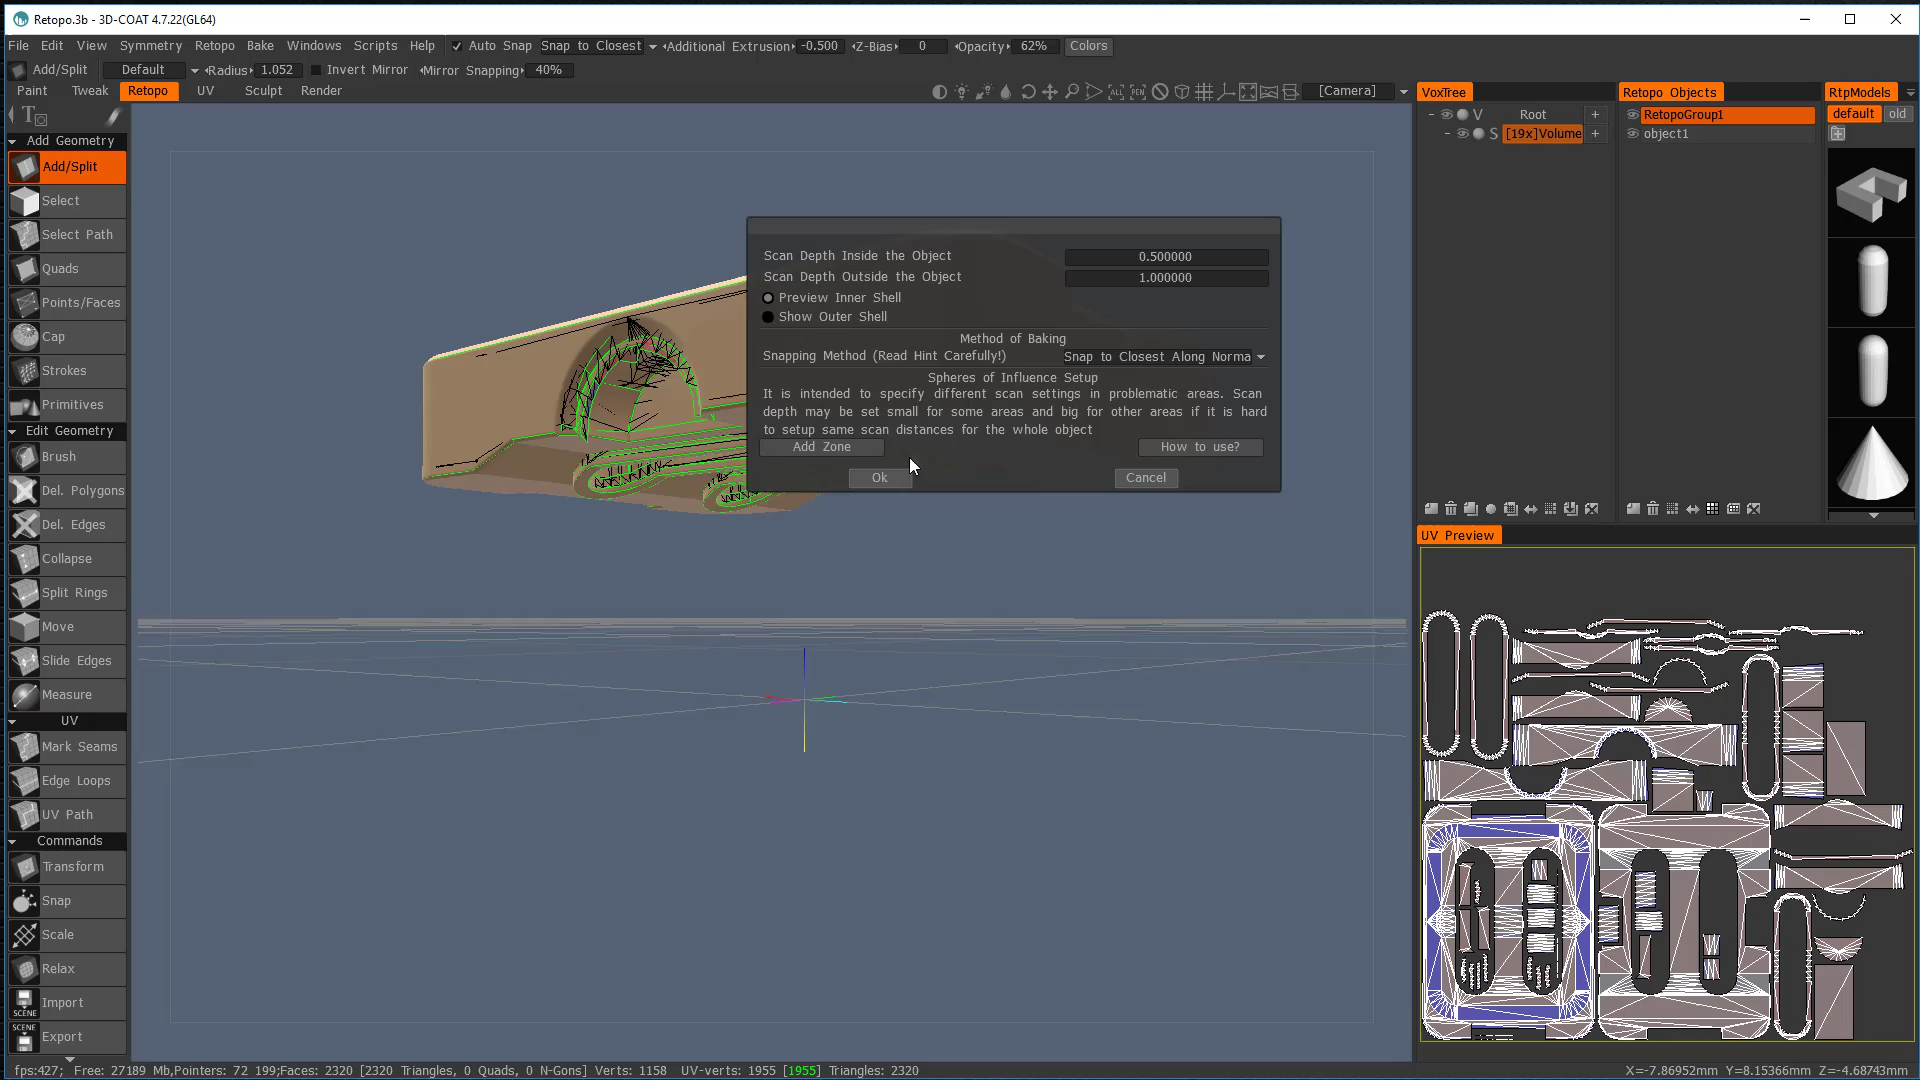 Retopo.3b - 3D-COAT 4.7.22(GL64)
File Edit View Symmetry Retopo Bake Windows Scripts Help Auto Snap Snap to Closest Additional Extrusion -0.500 Z-Bias 0 Opacity 62% Colors
Add/Split Default Radius 1.052 Invert Mirror Mirror Snapping 40%
Paint Tweak Retopo UV Sculpt Render [Camera]
Add Geometry
Add/Split
Select
Select Path
Quads
Points/Faces
Cap
Strokes
Primitives
Edit Geometry
Brush
Del. Polygons
Del. Edges
Collapse
Split Rings
Move
Slide Edges
Measure
UV
Mark Seams
Edge Loops
UV Path
Commands
Transform
Snap
Scale
Relax
SCENE Import
SCENE Export
Scan Depth Inside the Object 0.500000
Scan Depth Outside the Object 1.000000
Preview Inner Shell
Show Outer Shell
Method of Baking
Snapping Method (Read Hint Carefully!) Snap to Closest Along Norma
Spheres of Influence Setup
It is intended to specify different scan settings in problematic areas. Scan
depth may be set small for some areas and big for other areas if it is hard
to setup same scan distances for the whole object
Add Zone How to use?
Ok Cancel
VoxTree
V Root +
S [19x]Volume +
Retopo Objects
RetopoGroup1
object1
RtpModels
default old
UV Preview
fps:427; Free: 27189 Mb,Pointers: 72 199;Faces: 2320 [2320 Triangles, 0 Quads, 0 N-Gons] Verts: 1158 UV-verts: 1955 [1955] Triangles: 2320
X=-7.86952mm Y=8.15366mm Z=-4.68743mm